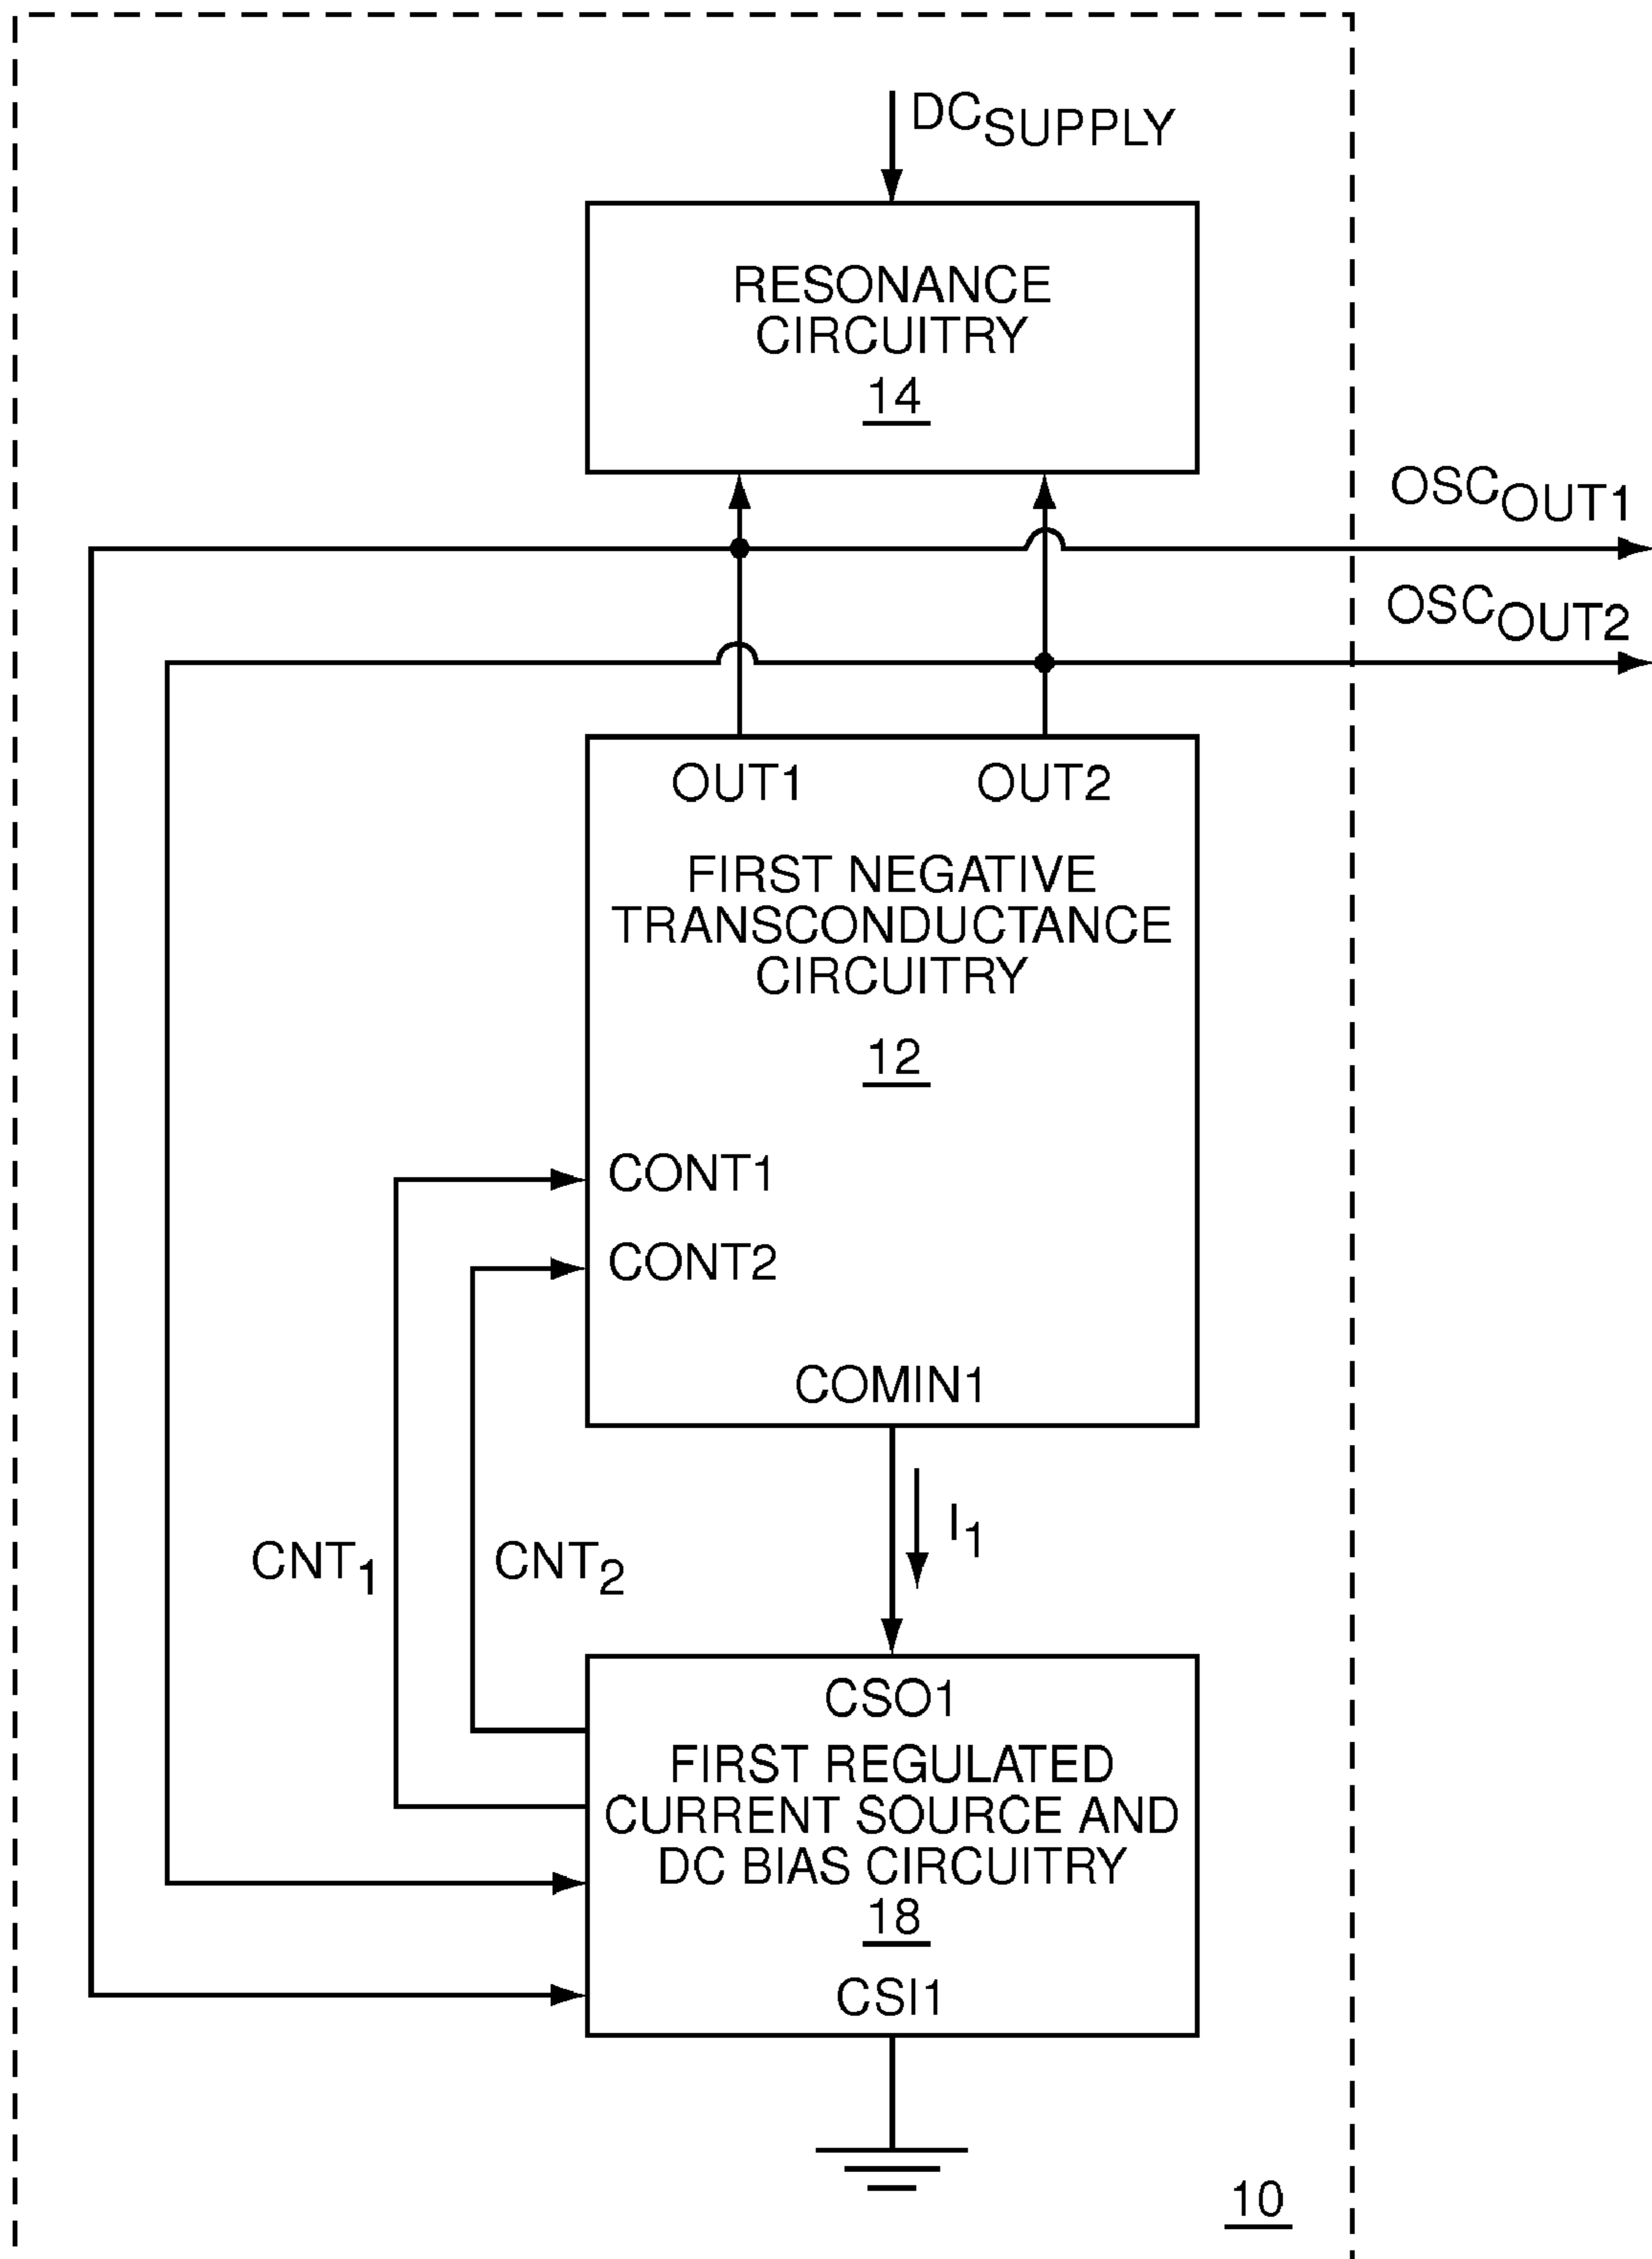 DCSUPPLY
RESONANCE
CIRCUITRY
14
OSCOUT1
OSCOUT2
OUT1 OUT2
FIRST NEGATIVE
TRANSCONDUCTANCE
CIRCUITRY
12
CONT1
CONT2
COMIN1
I1
CNT1 CNT2
CSO1
FIRST REGULATED
CURRENT SOURCE AND
DC BIAS CIRCUITRY
18
CSI1
10